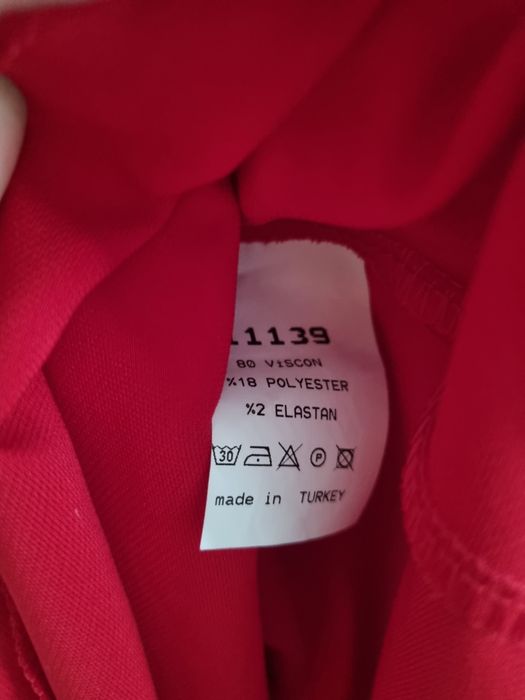 11139
80 VISCON
%18 POLYESTER
%2 ELASTAN
30 P
made in TURKEY